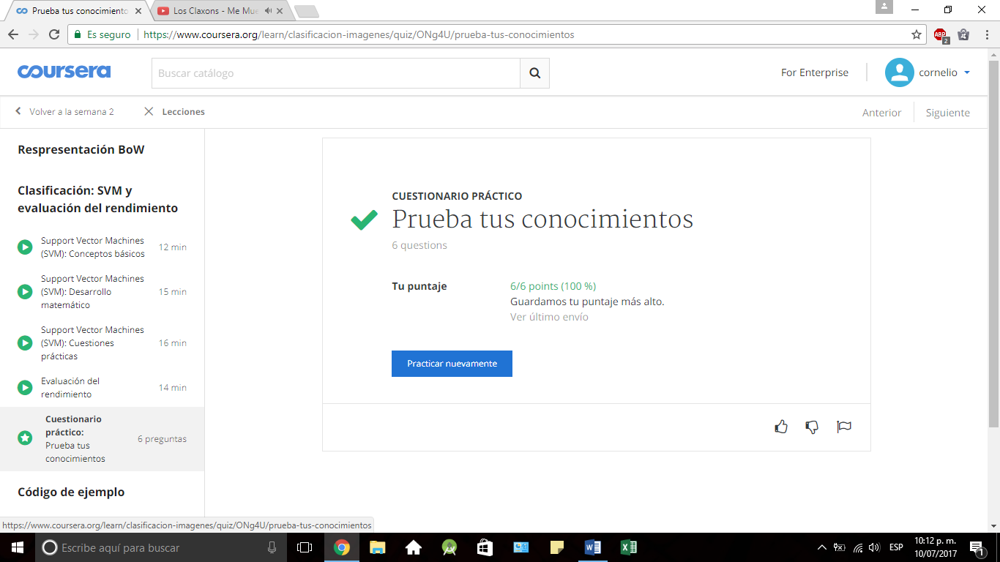 Prueba tus conocimiento
Los Claxons - Me Mue
Es seguro
https://www.coursera.org/learn/clasificacion-imagenes/quiz/ONg4U/prueba-tus-conocimientos
ABP
2
coursera
Buscar catálogo
For Enterprise
cornelio
Volver a la semana 2
Lecciones
Anterior
Siguiente
Respresentación BoW
Clasificación: SVM y
evaluación del rendimiento
Support Vector Machines
(SVM): Conceptos básicos
12 min
Support Vector Machines
(SVM): Desarrollo
matemático
15 min
Support Vector Machines
(SVM): Cuestiones
prácticas
16 min
Evaluación del
rendimiento
14 min
Cuestionario
práctico:
Prueba tus
conocimientos
6 preguntas
Código de ejemplo
CUESTIONARIO PRÁCTICO
Prueba tus conocimientos
6 questions
Tu puntaje
6/6 points (100 %)
Guardamos tu puntaje más alto.
Ver último envío
Practicar nuevamente
https://www.coursera.org/learn/clasificacion-imagenes/quiz/ONg4U/prueba-tus-conocimientos
Escribe aquí para buscar
ESP
10:12 p. m.
10/07/2017
1